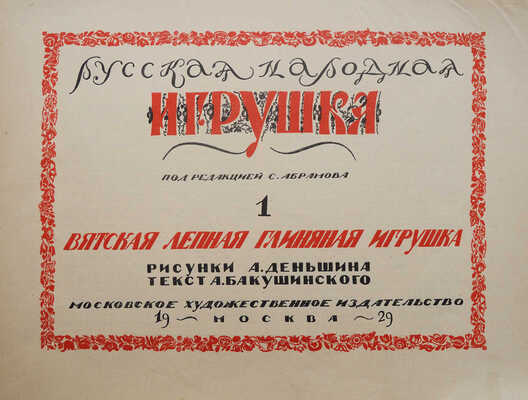 РУССКАЯ НАРОДНАЯ
ИГРУШКА
ПОД РЕДАКЦИЕЙ С. АБРАМОВА
1
ВЯТСКАЯ ЛЕПНАЯ ГЛИНЯНАЯ ИГРУШКА
РИСУНКИ А. ДЕНЬШИНА
ТЕКСТ А. БАКУШИНСКОГО
МОСКОВСКОЕ ХУДОЖЕСТВЕННОЕ ИЗДАТЕЛЬСТВО
19 ~ МОСКВА ~ 29